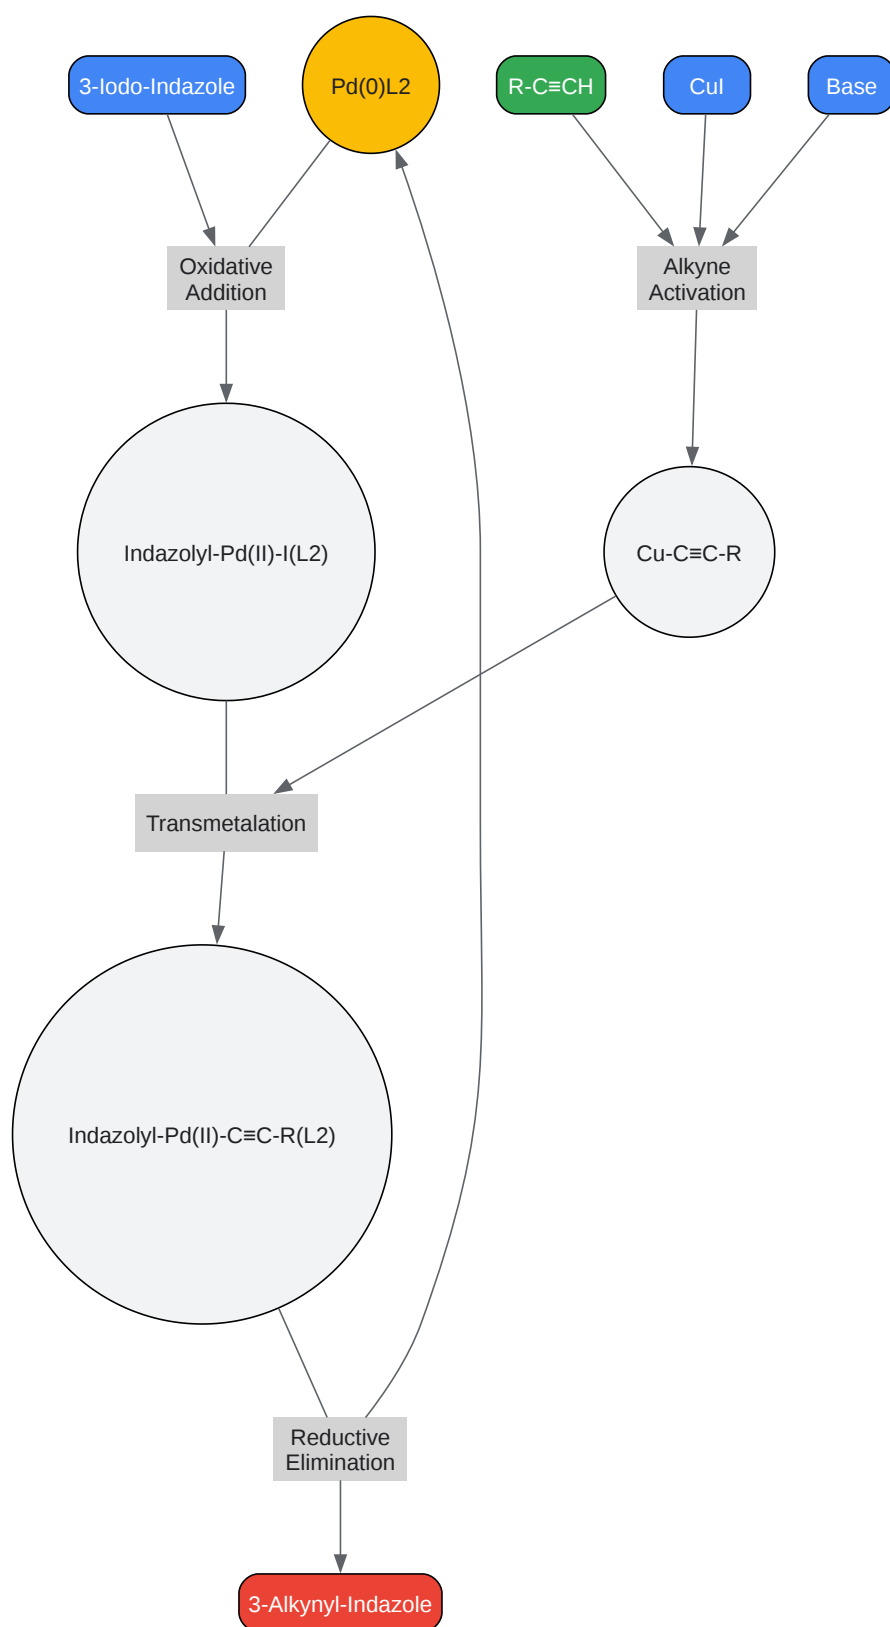 3-Iodo-Indazole
Pd(0)L2
R-C≡CH
CuI
Base
Oxidative
Addition
Alkyne
Activation
Indazolyl-Pd(II)-I(L2)
Cu-C≡C-R
Transmetalation
Indazolyl-Pd(II)-C≡C-R(L2)
Reductive
Elimination
3-Alkynyl-Indazole